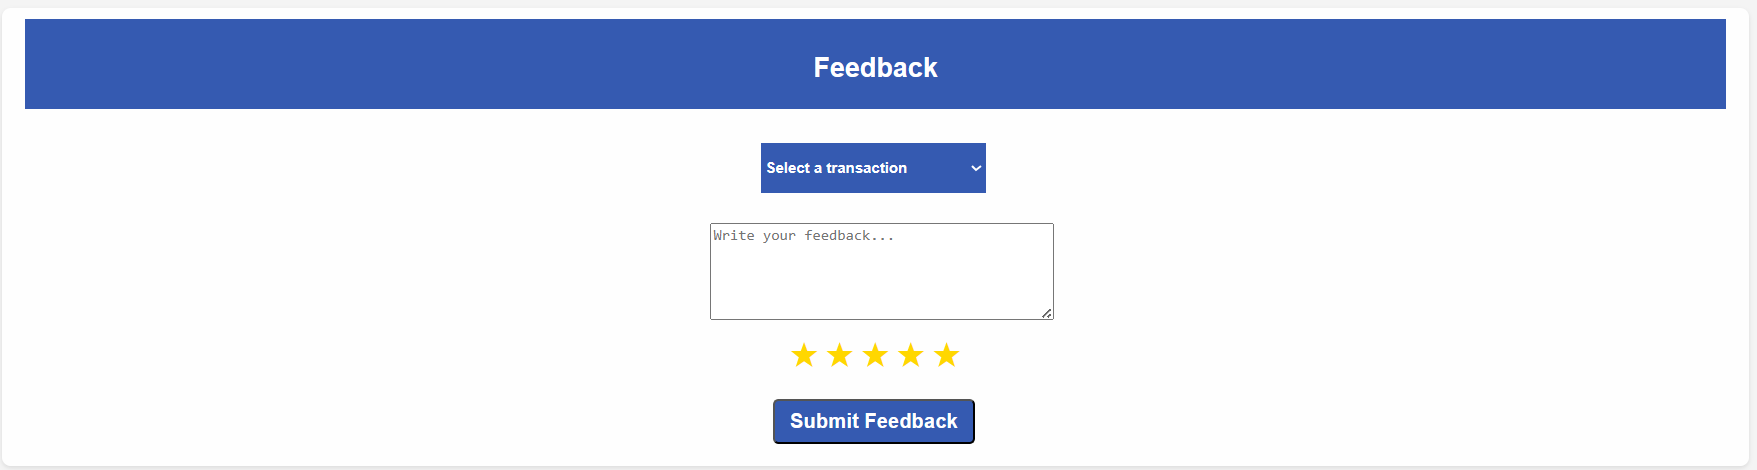 Feedback
Select a transaction
Write your feedback...
Submit Feedback